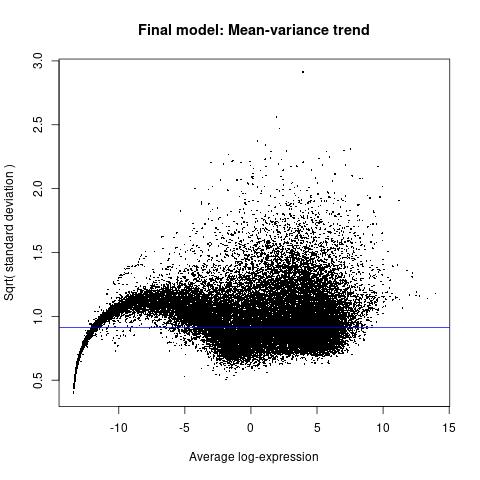 Final model: Mean-variance trend
Sqrt( standard deviation )
3.0
2.5
2.0
1.5
1.0
0.5
-10 -5 0 5 10 15
Average log-expression